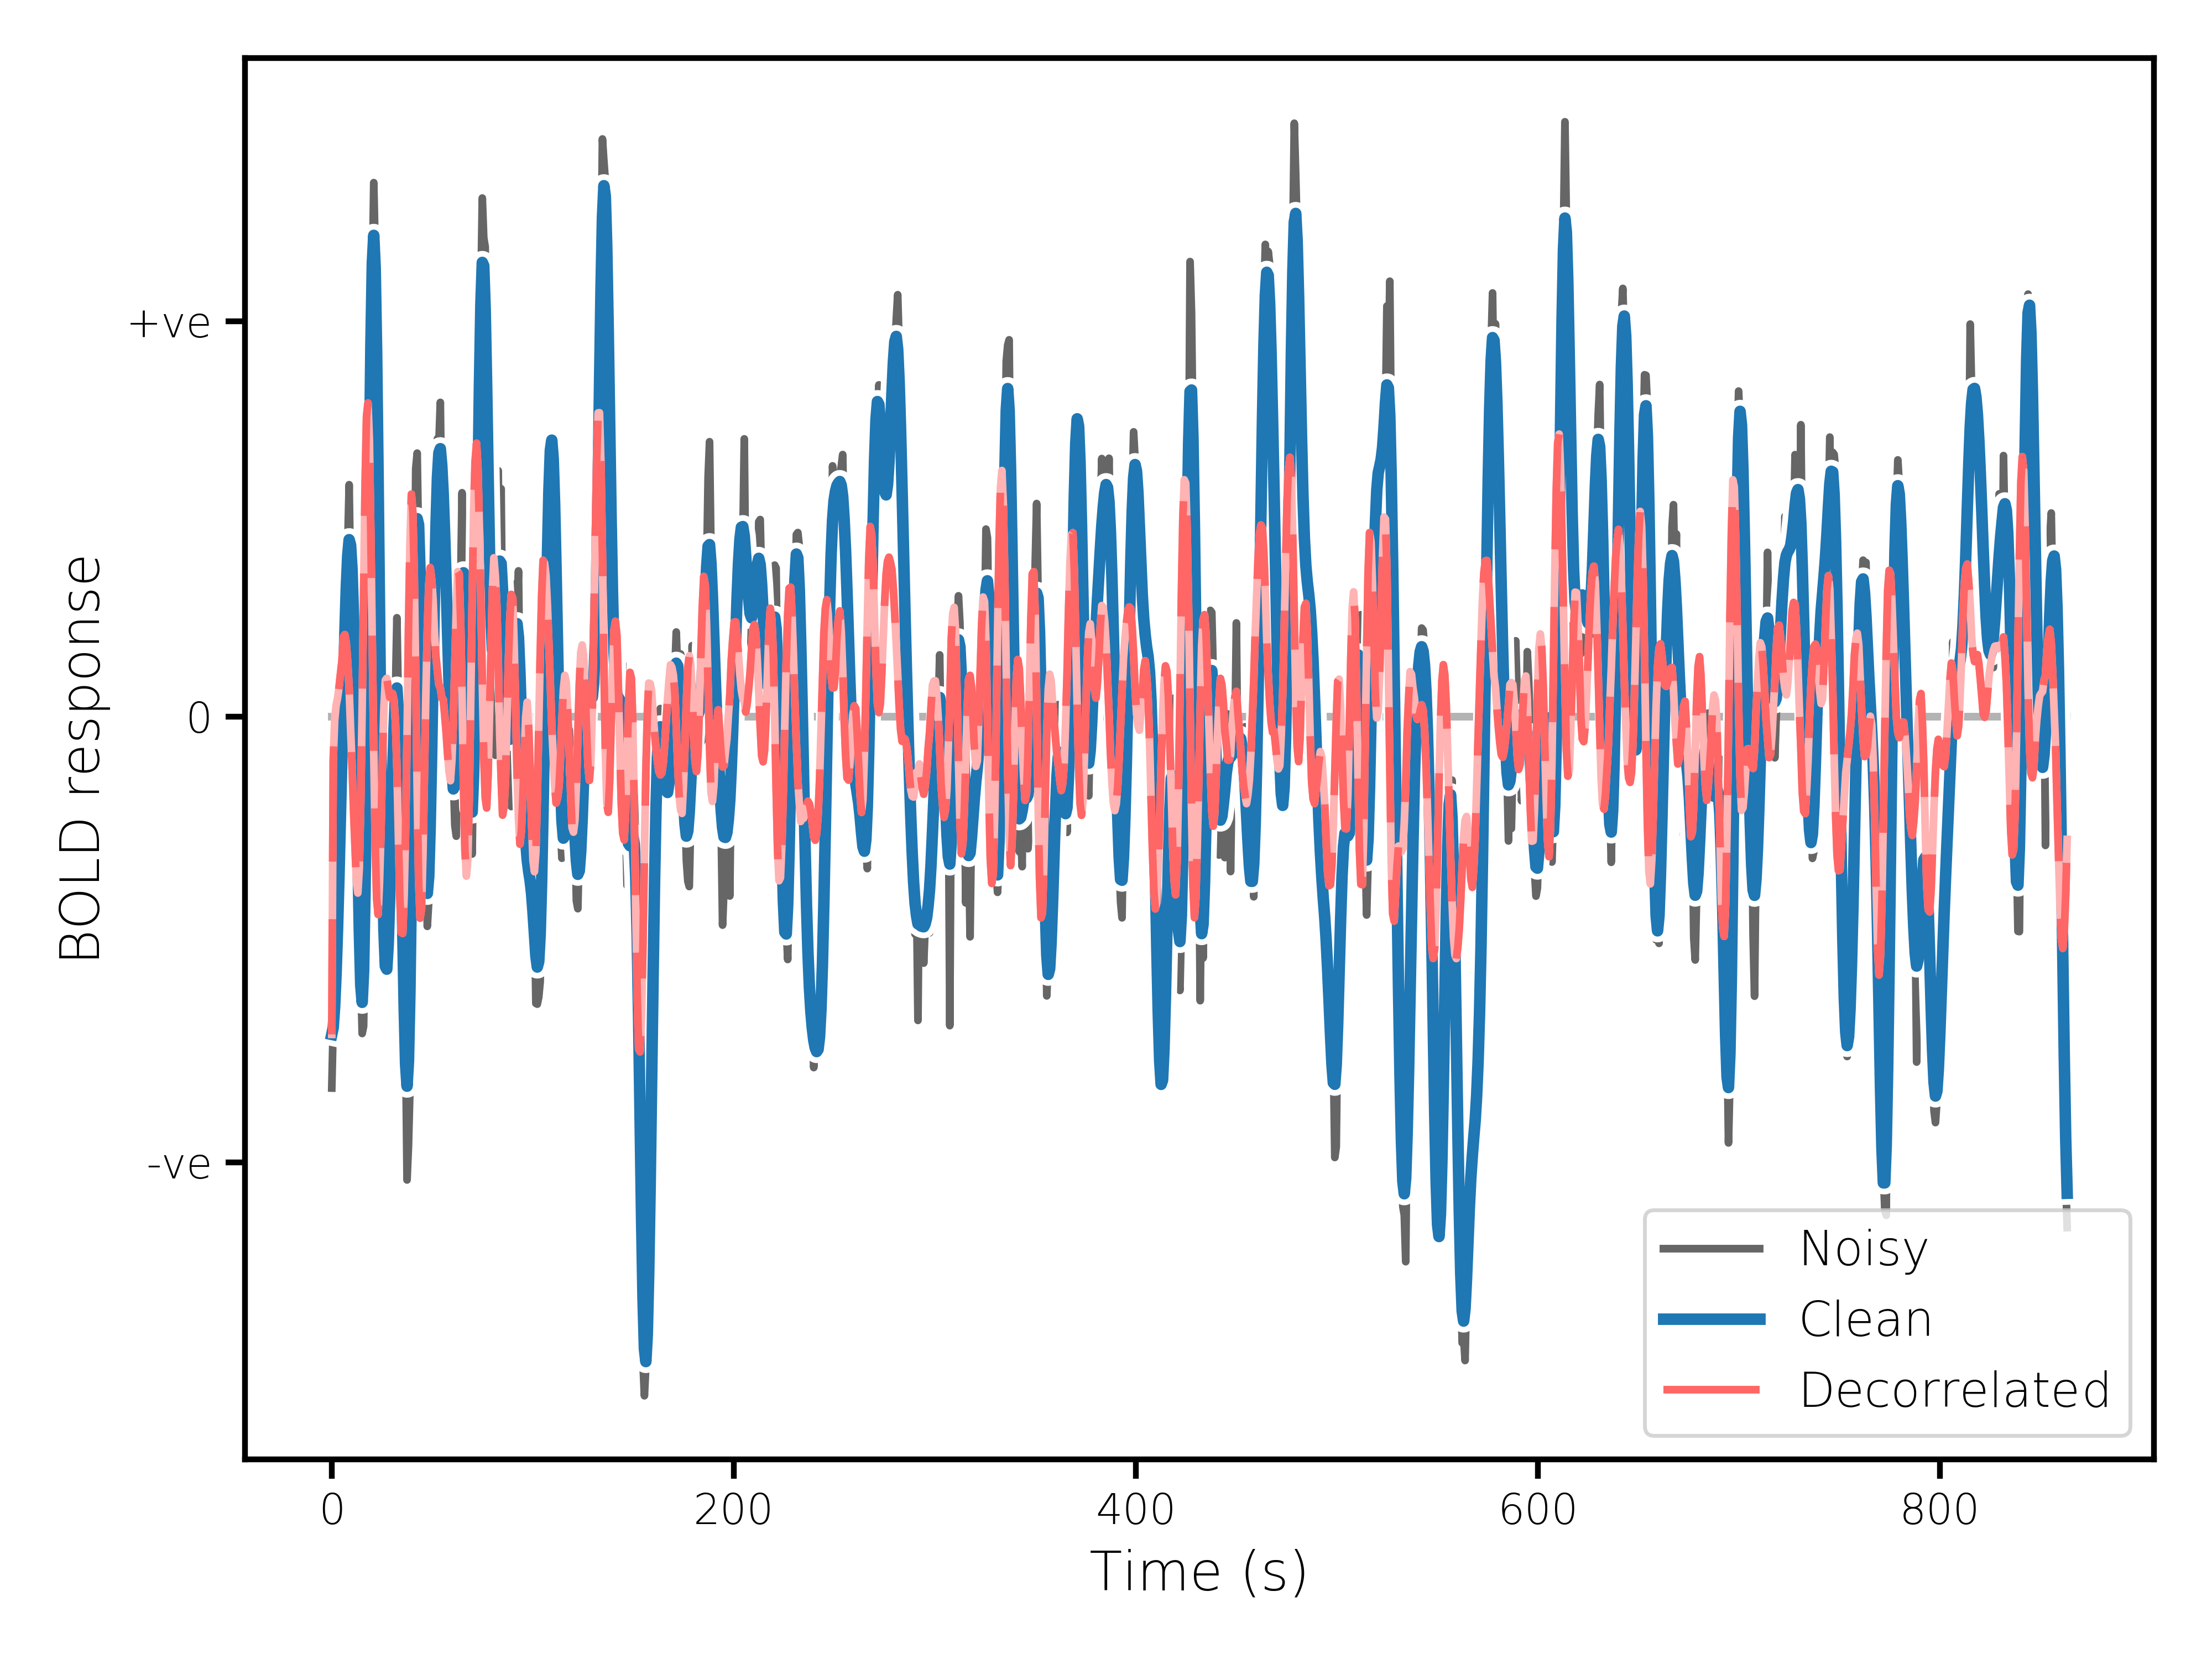 BOLD response
+ve
0
-ve
0
200
400
600
800
Time (s)
Noisy
Clean
Decorrelated